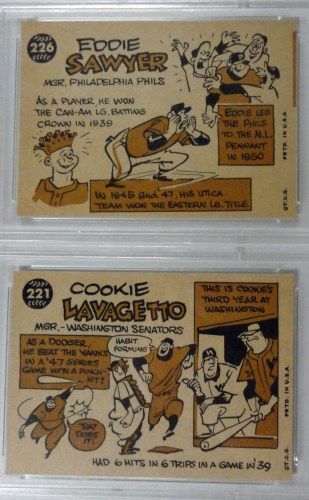 226
EDDIE
SAWYER
MGR. PHILADELPHIA PHILS
AS A PLAYER, HE WON
THE CAN-AM LG. BATTING
CROWN IN 1939
EDDIE LED
THE PHILS
TO THE N.L.
PENNANT
IN 1950
IN 1945 and '47, HIS UTICA
TEAM WON THE EASTERN LG. TITLE.
©T.C.G. PRTD. IN U.S.A.
221
COOKIE
LAVAGETTO
MGR.-WASHINGTON SENATORS
AS A DODGER,
HE BEAT THE YANKS
IN A '47 SERIES
GAME WITH A PINCH-
HIT!
THAT
DOES
IT!
HABIT
FORMING
THIS IS COOKIE'S
THIRD YEAR AT
WASHINGTON
HAD 6 HITS IN 6 TRIPS IN A GAME IN '39
©T.C.G. PRTD. IN U.S.A.